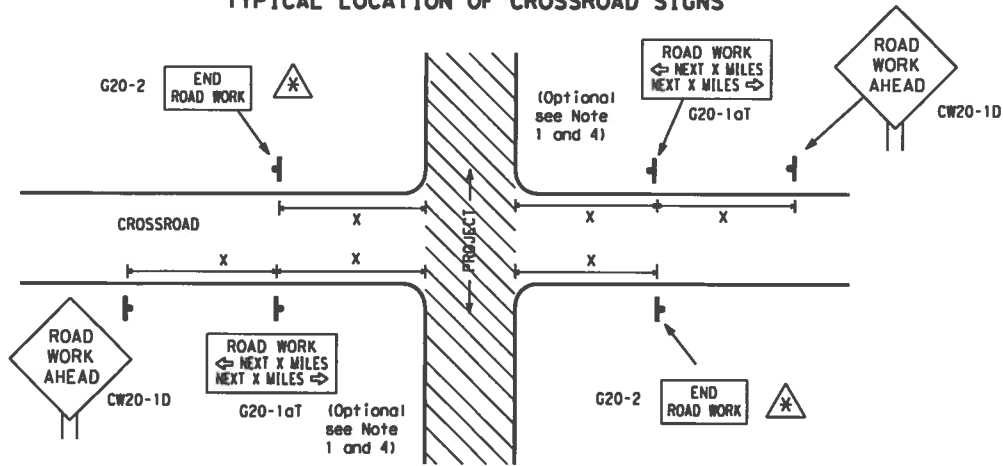 TYPICAL LOCATION OF CROSSROAD SIGNS
G20-2
END
ROAD WORK
*
(Optional
see Note
1 and 4)
ROAD WORK
⇦ NEXT X MILES
NEXT X MILES ⇨
G20-1aT
ROAD
WORK
AHEAD
CW20-1D
CROSSROAD
X
X
X
PROJECT
X
X
X
ROAD
WORK
AHEAD
CW20-1D
ROAD WORK
⇦ NEXT X MILES
NEXT X MILES ⇨
G20-1aT
(Optional
see Note
1 and 4)
G20-2
END
ROAD WORK
*